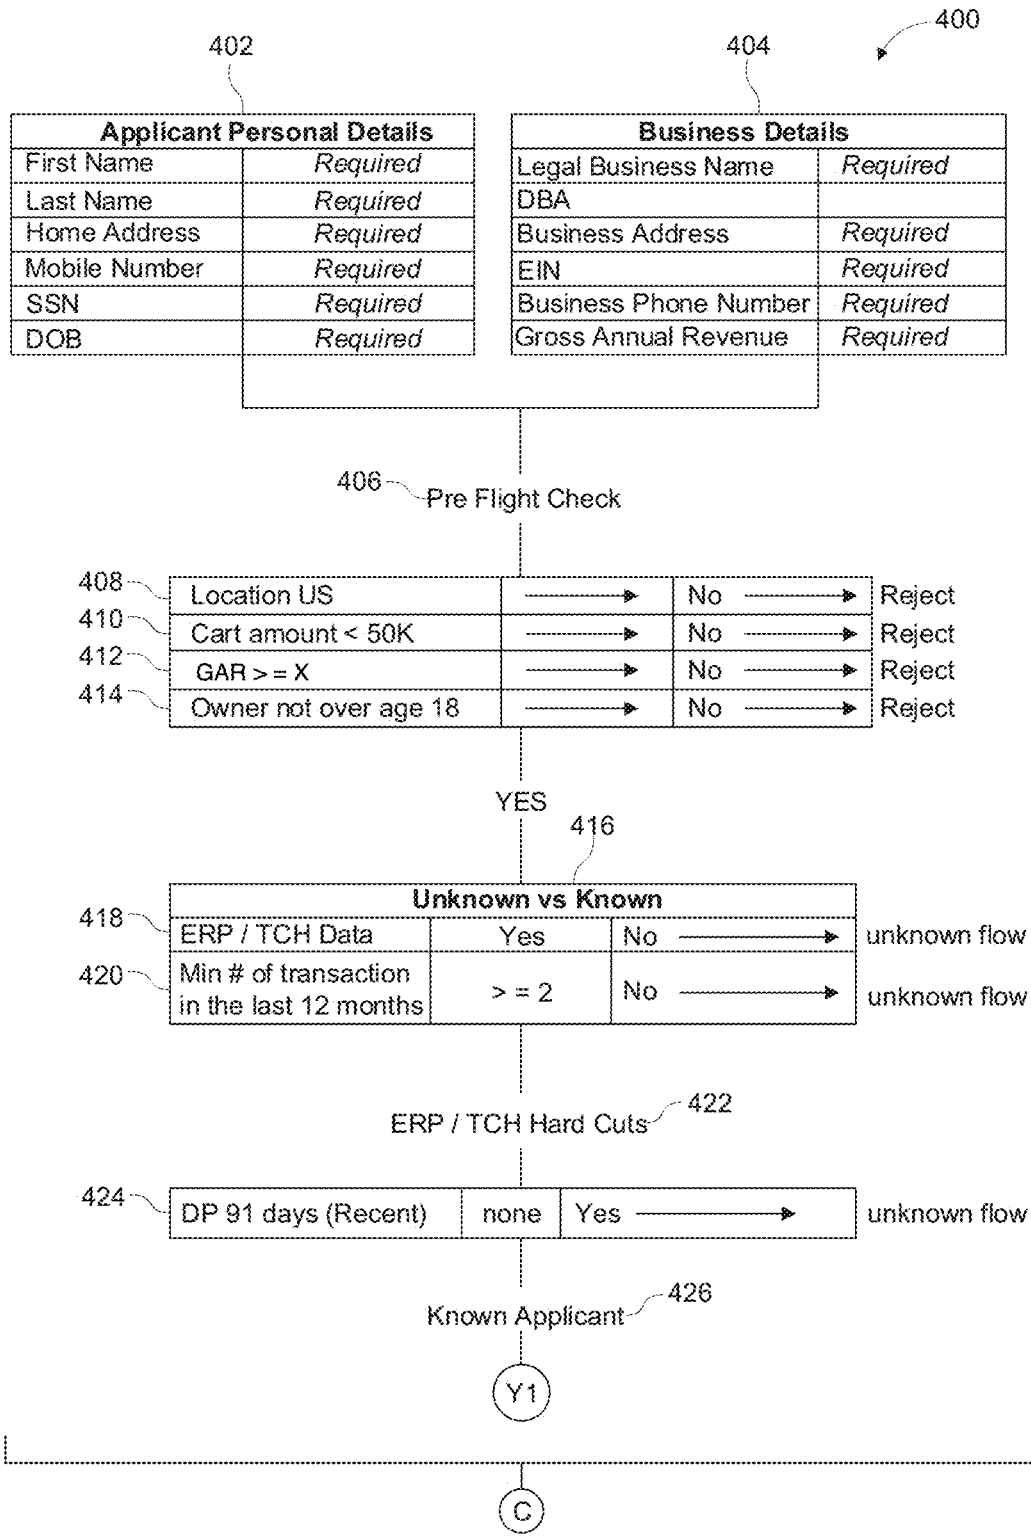 400
402
404
Applicant Personal Details
First Name Required
Last Name Required
Home Address Required
Mobile Number Required
SSN Required
DOB Required
Business Details
Legal Business Name Required
DBA
Business Address Required
EIN Required
Business Phone Number Required
Gross Annual Revenue Required
406 Pre Flight Check
408 Location US No Reject
410 Cart amount < 50K No Reject
412 GAR > = X No Reject
414 Owner not over age 18 No Reject
YES
416
Unknown vs Known
418 ERP / TCH Data Yes No unknown flow
420 Min # of transaction
in the last 12 months > = 2 No unknown flow
ERP / TCH Hard Cuts 422
424 DP 91 days (Recent) none Yes unknown flow
Known Applicant 426
Y1
C